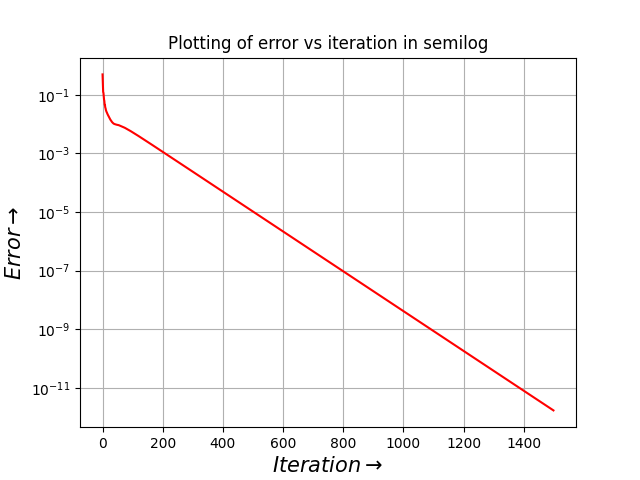 Plotting of error vs iteration in semilog
10⁻¹
10⁻³
10⁻⁵
10⁻⁷
10⁻⁹
10⁻¹¹
Error→
0 200 400 600 800 1000 1200 1400
Iteration→